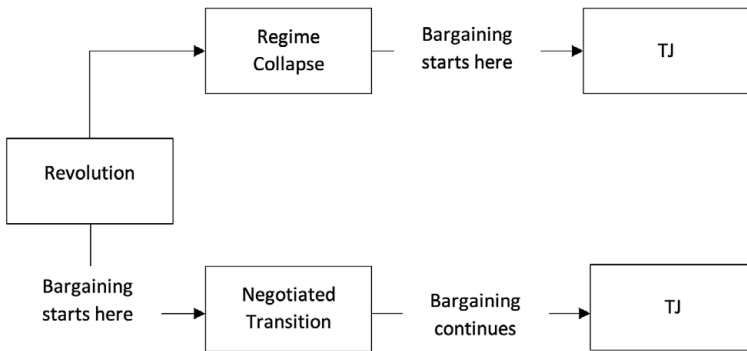 Regime
Collapse
Bargaining
starts here
TJ
Revolution
Bargaining
starts here
Negotiated
Transition
Bargaining
continues
TJ